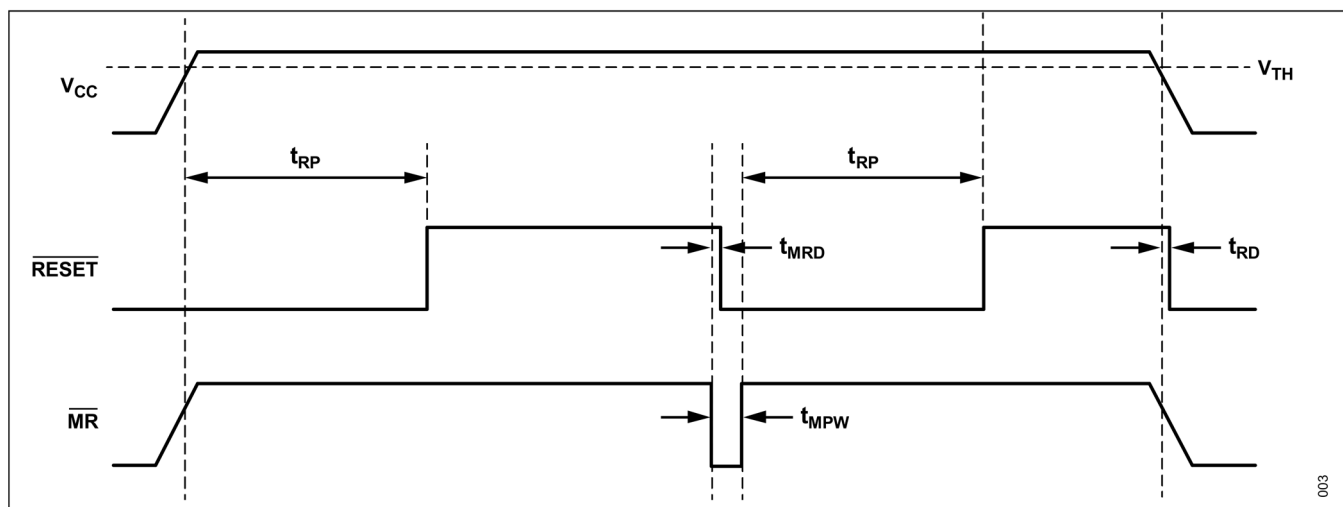 V_CC
V_TH
t_RP
t_RP
RESET
t_MRD
t_RD
MR
t_MPW
003